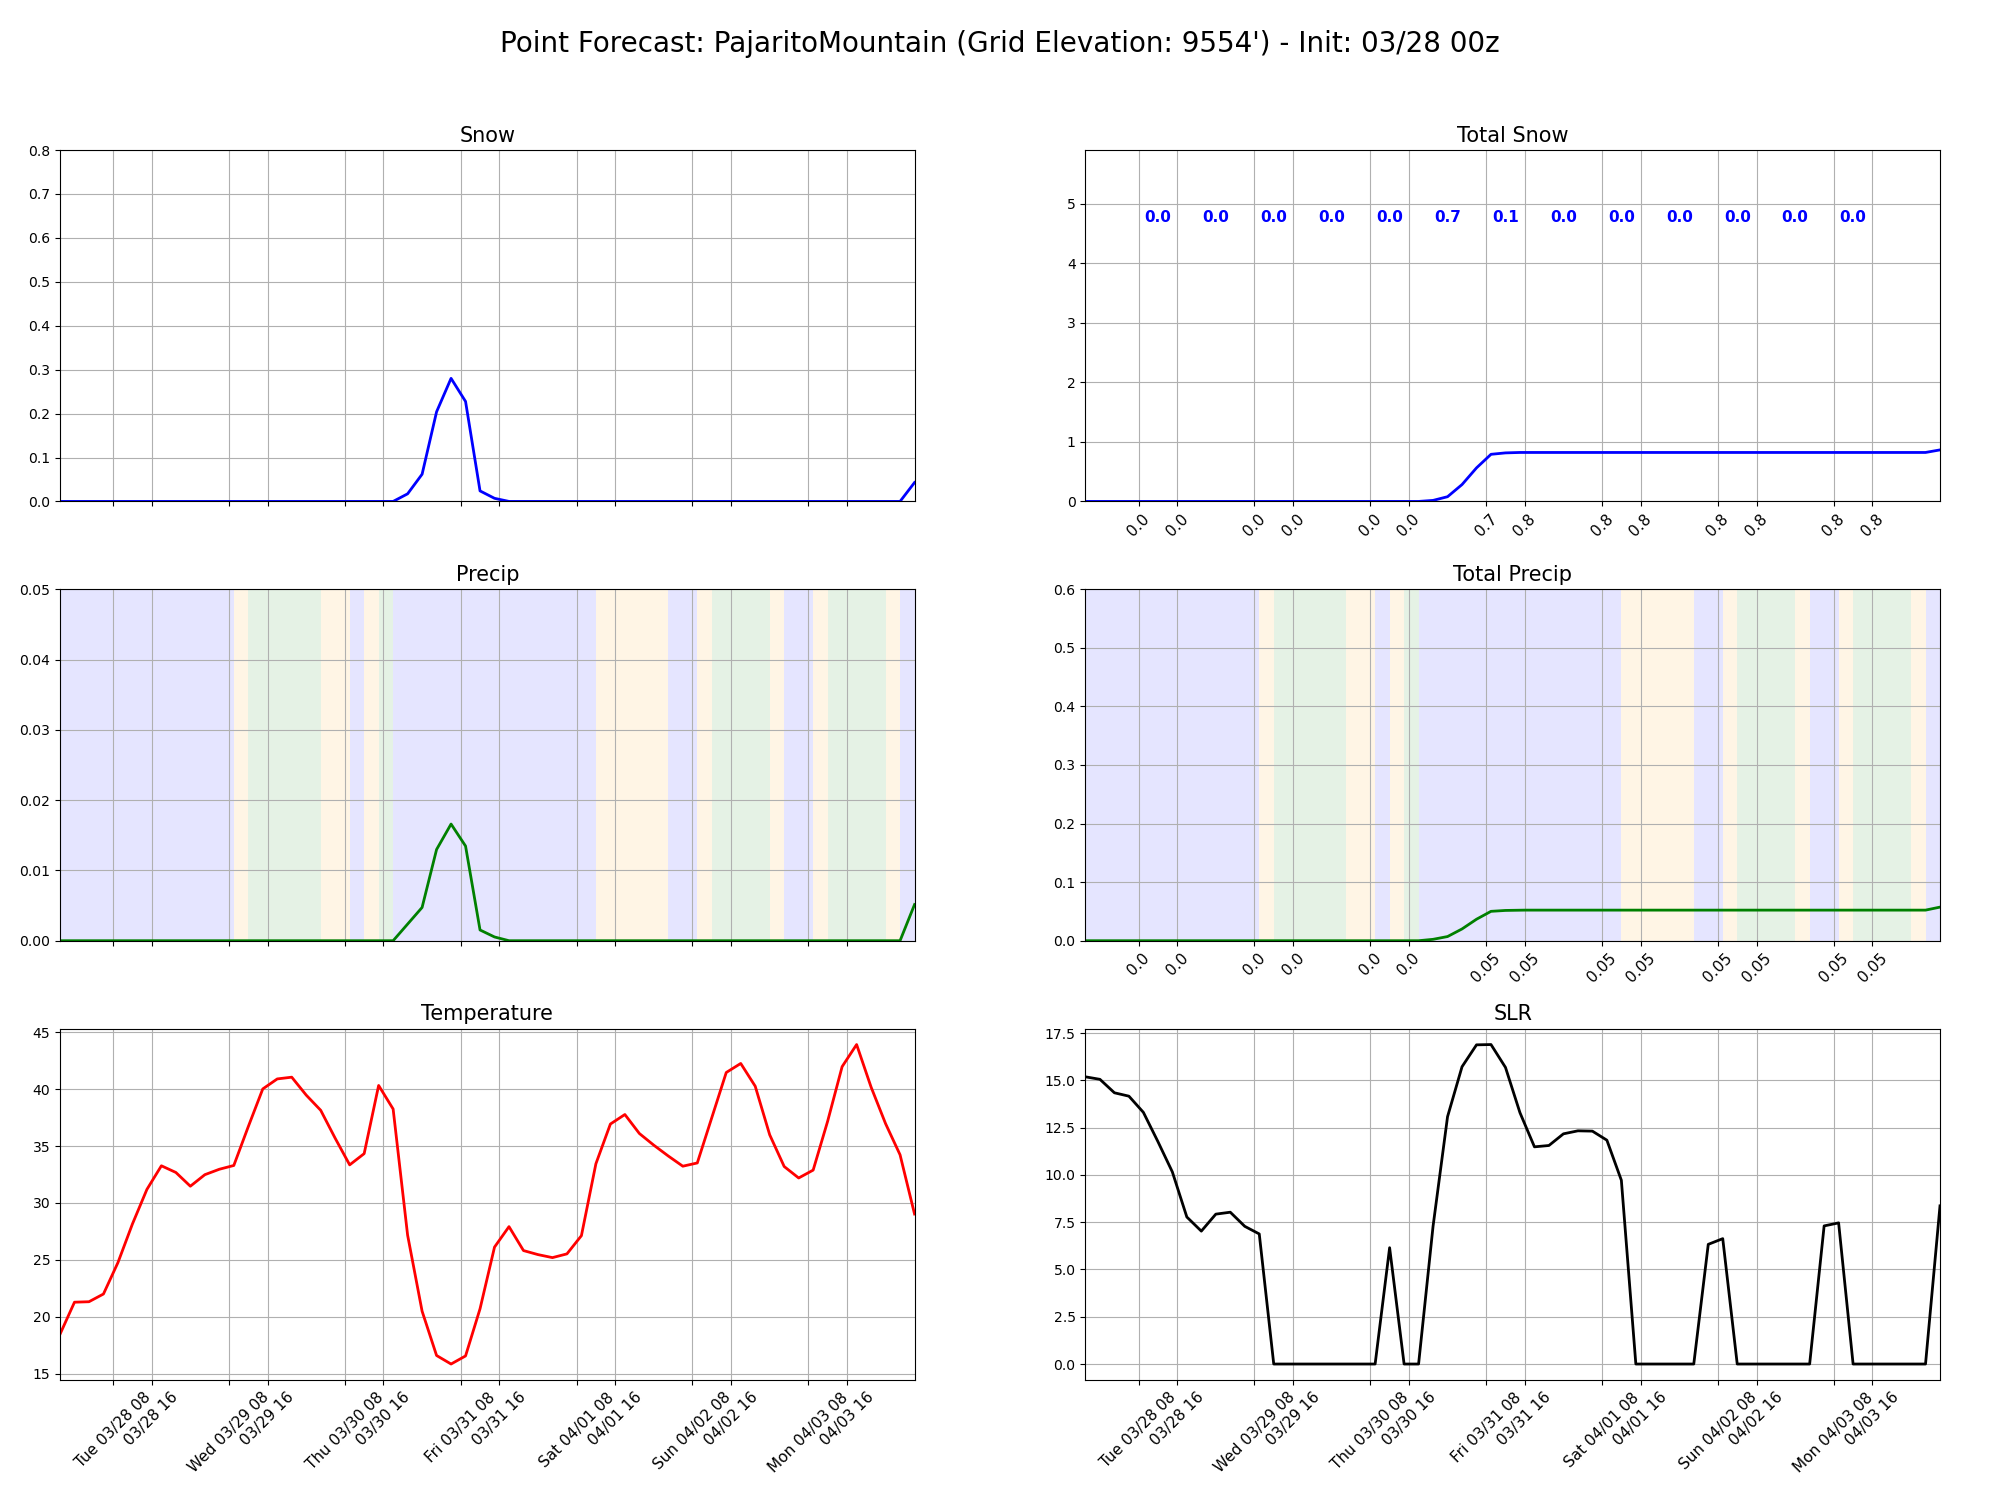 Point Forecast: PajaritoMountain (Grid Elevation: 9554') - Init: 03/28 00z
Snow
0.8
0.7
0.6
0.5
0.4
0.3
0.2
0.1
0.0
Total Snow
5
4
3
2
1
0
0.0 0.0 0.0 0.0 0.0 0.7 0.1 0.0 0.0 0.0 0.0 0.0 0.0
0.0 0.0 0.0 0.0 0.0 0.0 0.7 0.8 0.8 0.8 0.8 0.8 0.8 0.8
Precip
0.05
0.04
0.03
0.02
0.01
0.00
Total Precip
0.6
0.5
0.4
0.3
0.2
0.1
0.0
0.0 0.0 0.0 0.0 0.0 0.0 0.05 0.05 0.05 0.05 0.05 0.05 0.05 0.05
Temperature
45
40
35
30
25
20
15
Tue 03/28 08
03/28 16
Wed 03/29 08
03/29 16
Thu 03/30 08
03/30 16
Fri 03/31 08
03/31 16
Sat 04/01 08
04/01 16
Sun 04/02 08
04/02 16
Mon 04/03 08
04/03 16
SLR
17.5
15.0
12.5
10.0
7.5
5.0
2.5
0.0
Tue 03/28 08
03/28 16
Wed 03/29 08
03/29 16
Thu 03/30 08
03/30 16
Fri 03/31 08
03/31 16
Sat 04/01 08
04/01 16
Sun 04/02 08
04/02 16
Mon 04/03 08
04/03 16